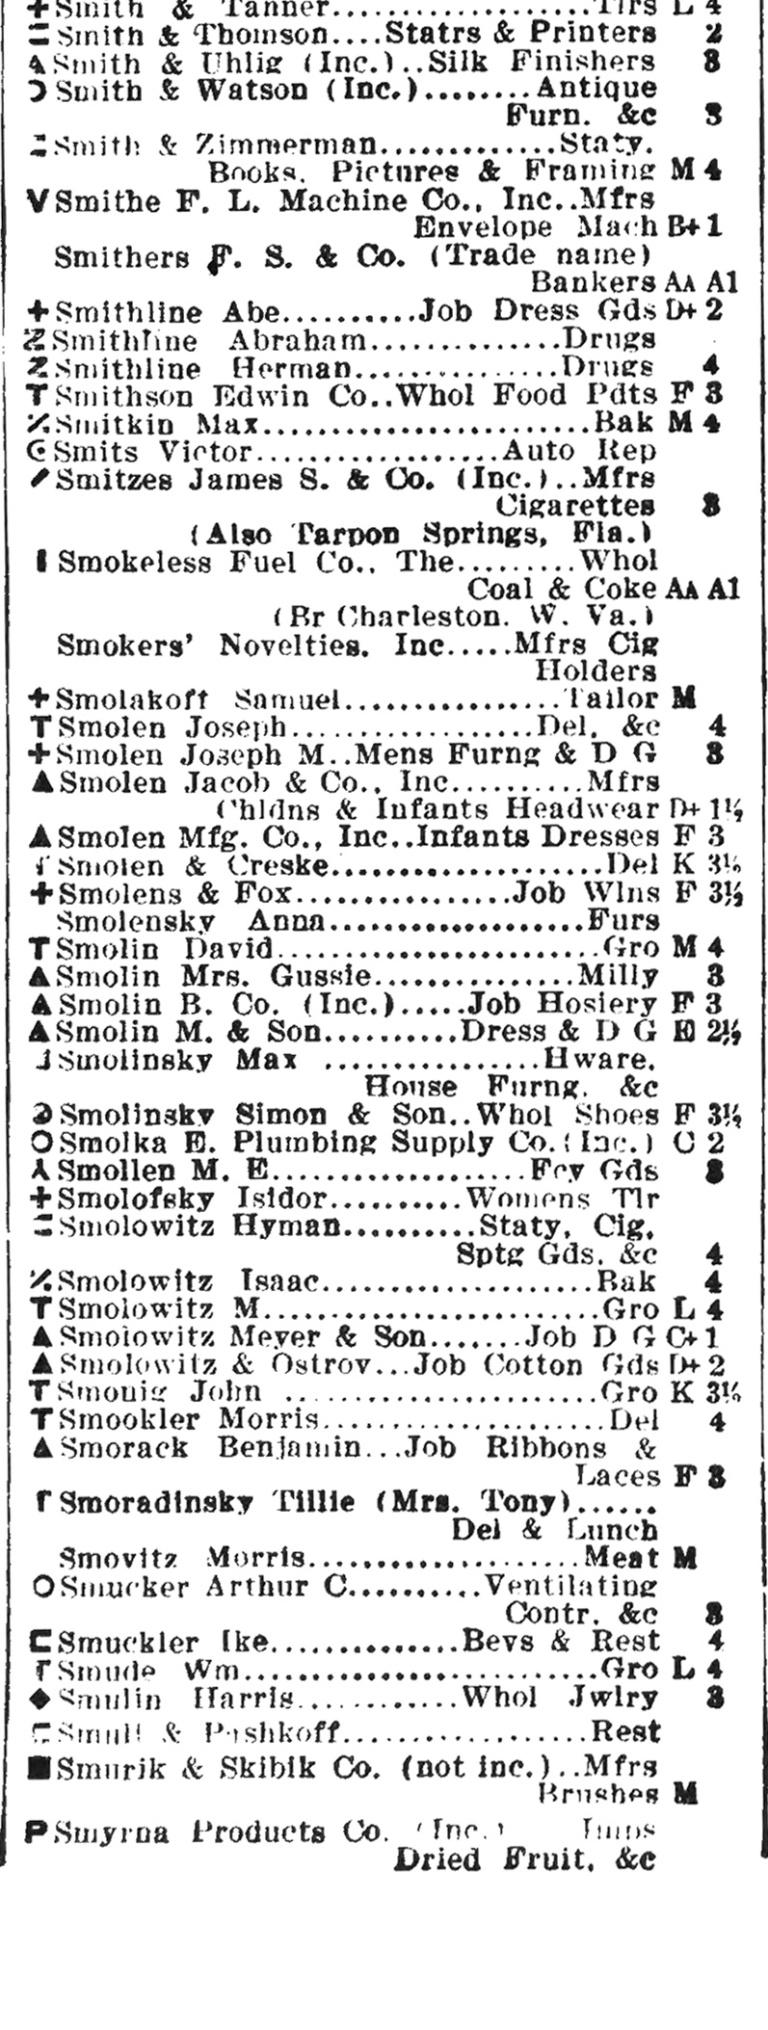 + Smith & Tanner....................Tlrs L 4
= Smith & Thomson....Statrs & Printers 2
Smith & Uhlig (Inc.)..Silk Finishers 3
Smith & Watson (Inc.).........Antique
Furn. &c 3
Smith & Zimmerman.............Staty.
Books. Pictures & Framing M 4
V Smithe F. L. Machine Co., Inc..Mfrs
Envelope Mach B+ 1
Smithers F. S. & Co. (Trade name)
Bankers AA A1
+ Smithline Abe..........Job Dress Gds D+ 2
Z Smithline Abraham..............Drugs
Z Smithline Herman...............Drugs 4
T Smithson Edwin Co..Whol Food Pdts F 3
٪ Smitkin Max........................Bak M 4
Smits Victor..................Auto Rep
Smitzes James S. & Co. (Inc.)..Mfrs
Cigarettes 3
(Also Tarpon Springs, Fla.)
Smokeless Fuel Co., The.........Whol
Coal & Coke AA A1
(Br Charleston. W. Va.)
Smokers' Novelties. Inc.....Mfrs Cig
Holders
+ Smolakoff Samuel................Tailor M
T Smolen Joseph..................Del. &c 4
+ Smolen Joseph M..Mens Furng & D G 3
▲ Smolen Jacob & Co., Inc..........Mfrs
Chldns & Infants Headwear D+ 1½
▲ Smolen Mfg. Co., Inc..Infants Dresses F 3
Smolen & Creske.....................Del K 3½
+ Smolens & Fox................Job Wlns F 3½
Smolensky Anna...................Furs
T Smolin David........................Gro M 4
▲ Smolin Mrs. Gussie...............Milly 3
▲ Smolin B. Co. (Inc.).....Job Hosiery F 3
▲ Smolin M. & Son..........Dress & D G E 2½
Smolinsky Max ................Hware.
House Furng. &c
Smolinsky Simon & Son..Whol Shoes F 3½
O Smolka E. Plumbing Supply Co.(Inc.) C 2
Smollen M. E...................Fcy Gds 3
+ Smolofsky Isidor..........Womens Tlr
= Smolowitz Hyman..........Staty, Cig,
Sptg Gds. &c 4
٪ Smolowitz Isaac.....................Bak 4
T Smolowitz M..........................Gro L 4
▲ Smolowitz Meyer & Son.......Job D G C+ 1
▲ Smolowitz & Ostrov...Job Cotton Gds D+ 2
T Smouig John ........................Gro K 3½
T Smookler Morris.....................Del 4
▲ Smorack Benjamin...Job Ribbons &
Laces F 3
Smoradinsky Tillie (Mrs. Tony)......
Del & Lunch
Smovitz Morris.....................Meat M
O Smucker Arthur C..........Ventilating
Contr. &c 3
⊏ Smuckler Ike..............Bevs & Rest 4
Smude Wm..........................Gro L 4
◆ Smulin Harris............Whol Jwlry 3
Smull & Pashkoff.................Rest
■ Smurik & Skibik Co. (not inc.)..Mfrs
Brushes M
P Smyrna Products Co. (Inc.) Imps
Dried Fruit. &c